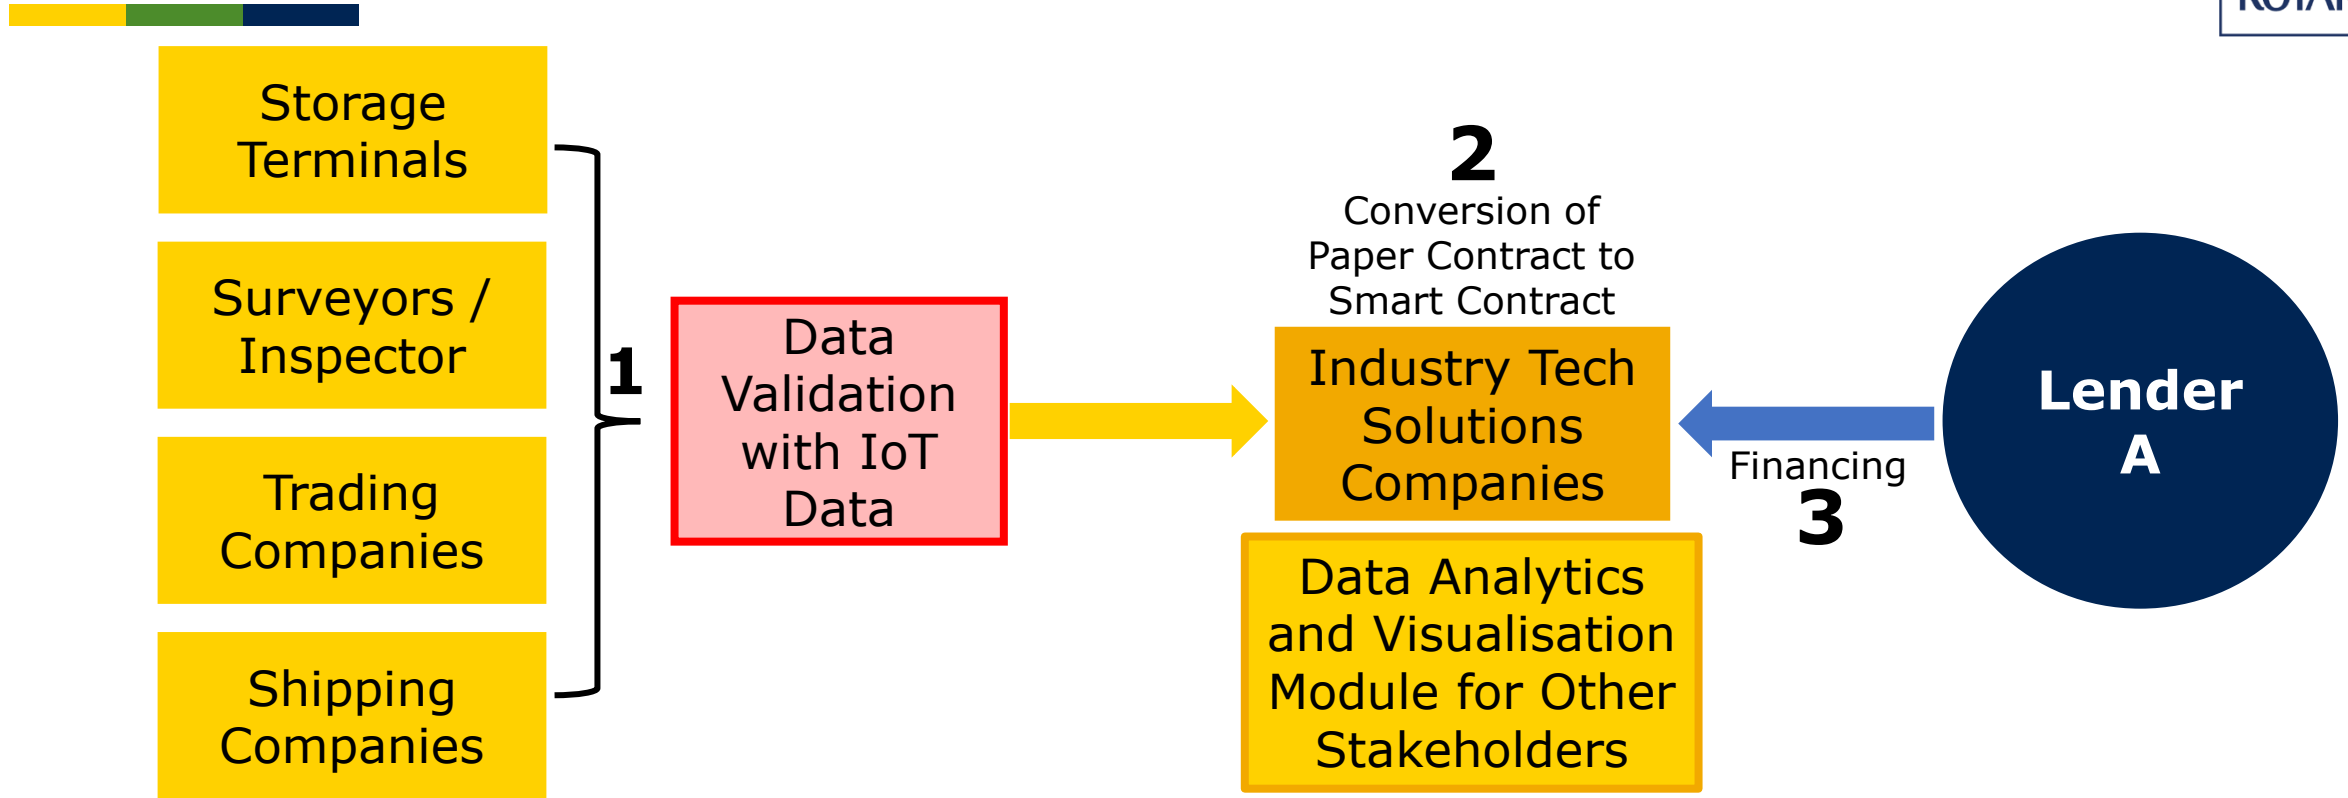 Storage
Terminals
Surveyors /
Inspector
Trading
Companies
Shipping
Companies
1
Data
Validation
with IoT
Data
2
Conversion of
Paper Contract to
Smart Contract
Industry Tech
Solutions
Companies
Data Analytics
and Visualisation
Module for Other
Stakeholders
Financing
3
Lender
A